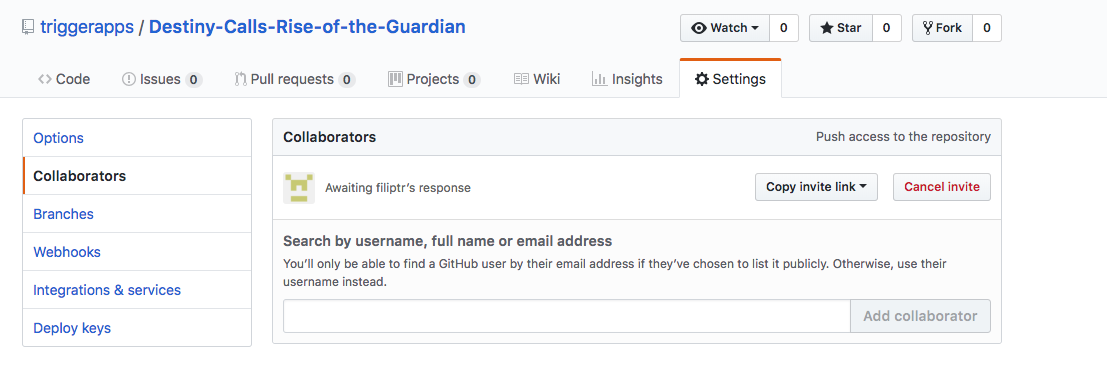 triggerapps / Destiny-Calls-Rise-of-the-Guardian
Watch 0 Star 0 Fork 0
Code Issues 0 Pull requests 0 Projects 0 Wiki Insights Settings
Options
Collaborators
Branches
Webhooks
Integrations & services
Deploy keys
Collaborators Push access to the repository
Awaiting filiptr’s response Copy invite link Cancel invite
Search by username, full name or email address
You’ll only be able to find a GitHub user by their email address if they’ve chosen to list it publicly. Otherwise, use their
username instead.
Add collaborator